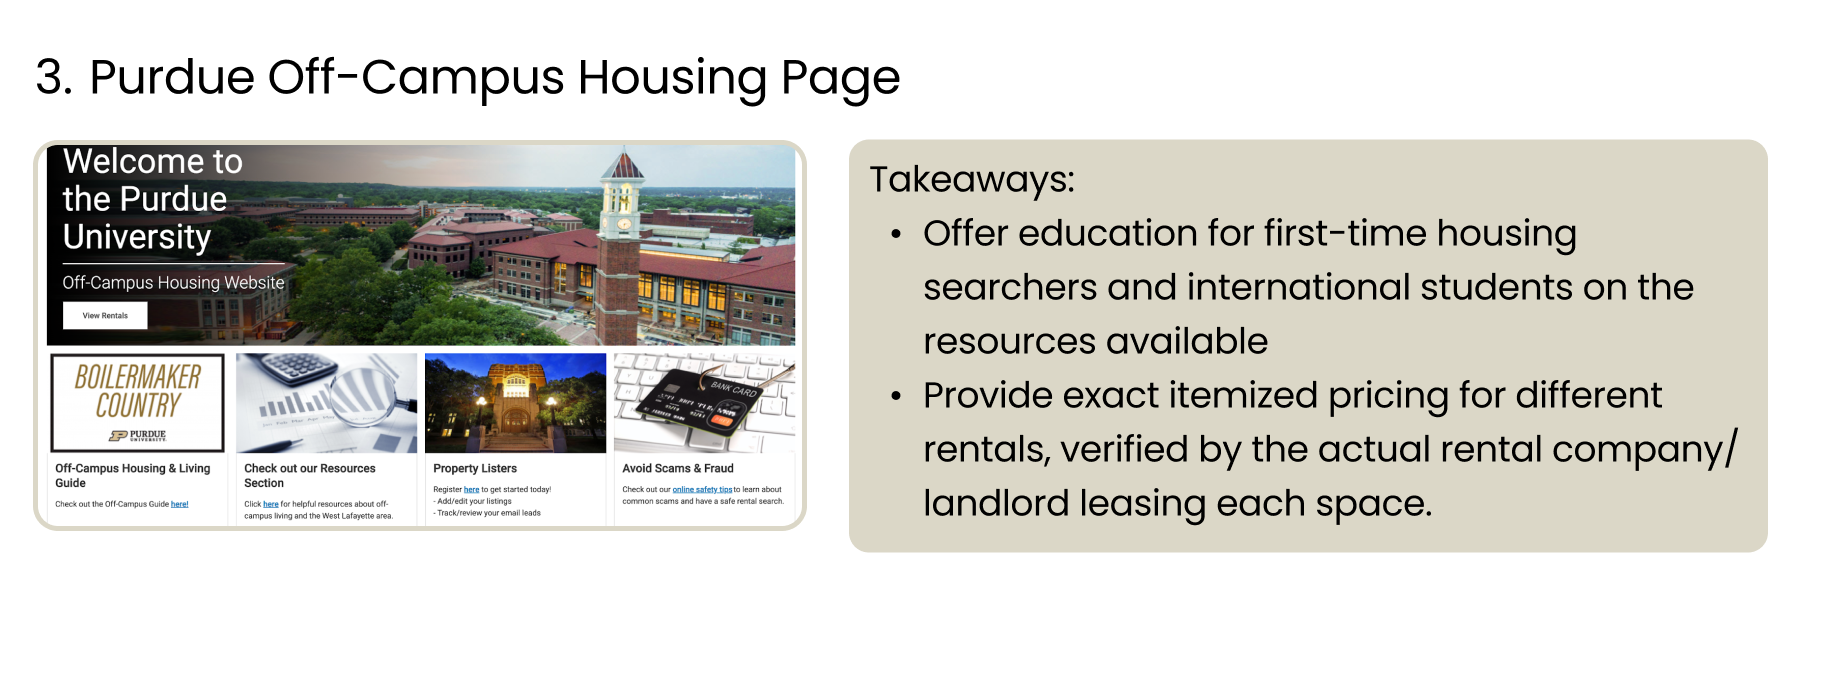 3. Purdue Off-Campus Housing Page
Welcome to
the Purdue
University
Off-Campus Housing Website
View Rentals
BOILERMAKER
COUNTRY
PURDUE
UNIVERSITY
BANK CARD
Off-Campus Housing & Living
Guide
Check out the Off-Campus Guide here!
Check out our Resources
Section
Click here for helpful resources about off-
campus living and the West Lafayette area.
Property Listers
Register here to get started today!
- Add/edit your listings
- Track/review your email leads
Avoid Scams & Fraud
Check out our online safety tips to learn about
common scams and have a safe rental search.
Takeaways:
• Offer education for first-time housing
searchers and international students on the
resources available
• Provide exact itemized pricing for different
rentals, verified by the actual rental company/
landlord leasing each space.